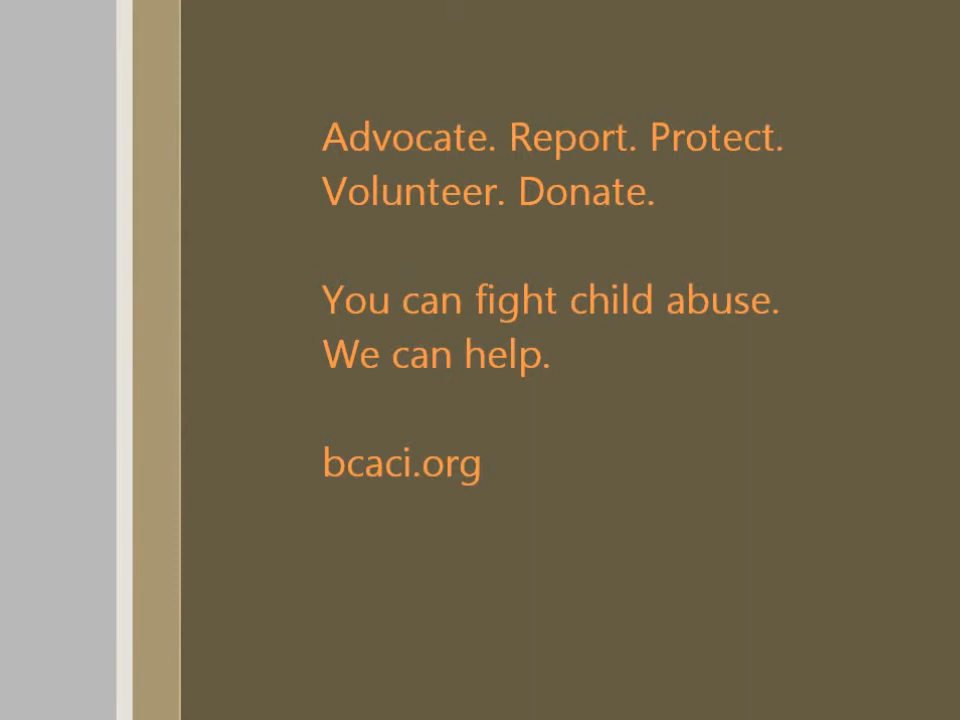 Advocate. Report. Protect.
Volunteer. Donate.
You can fight child abuse.
We can help.
bcaci.org